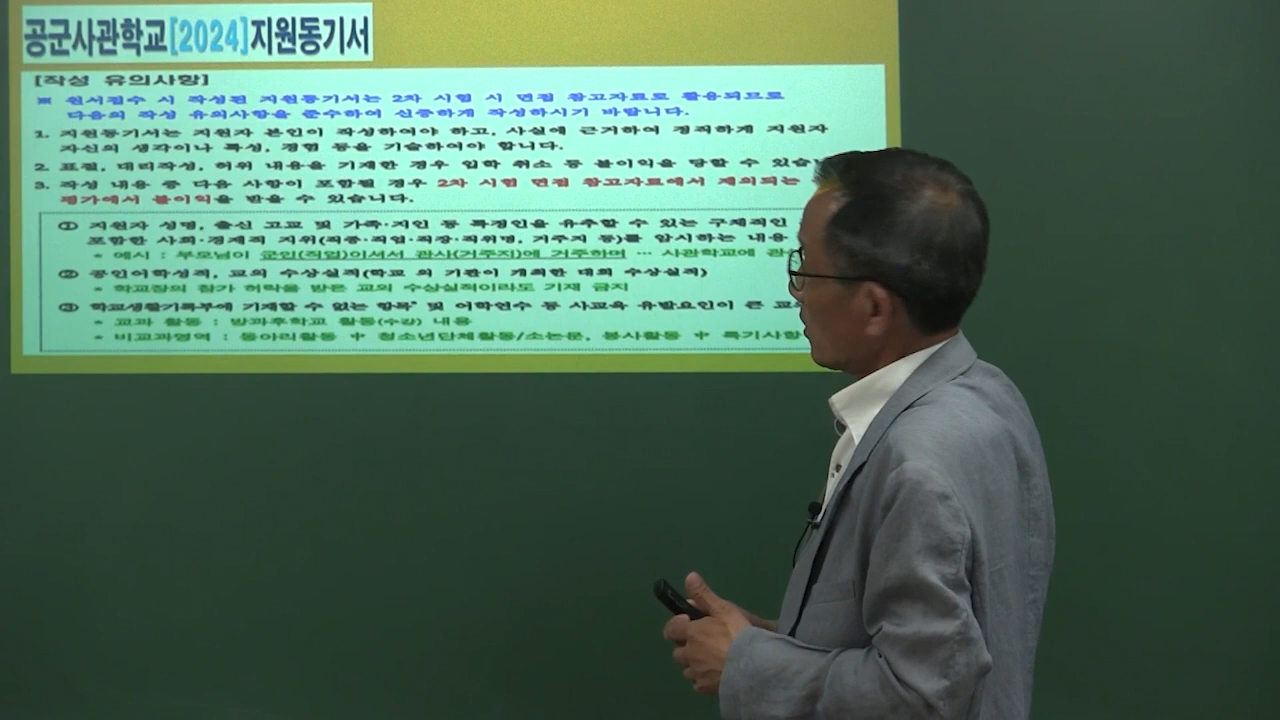 공군사관학교[2024]지원동기서
[작성 유의사항]
※ 원서접수 시 작성된 지원동기서는 2차 시험 시 면접 참고자료로 활용되므로
다음의 작성 유의사항을 준수하여 신중하게 작성하시기 바랍니다.
1. 지원동기서는 지원자 본인이 작성하여야 하고, 사실에 근거하여 정직하게 지원자
자신의 생각이나 특성, 경험 등을 기술하여야 합니다.
2. 표절, 대리작성, 허위 내용을 기재한 경우 입학 취소 등 불이익을 당할 수 있습
3. 작성 내용 중 다음 사항이 포함될 경우 2차 시험 면접 참고자료에서 제외되는
평가에서 불이익을 받을 수 있습니다.
① 지원자 성명, 출신 고교 및 가족·지인 등 특정인을 유추할 수 있는 구체적인
포함한 사회·경제적 지위(직종·직업·직장·직위명, 거주지 등)를 암시하는 내용
* 예시 : 부모님이 군인(직업)이셔서 관사(거주지)에 거주하며 … 사관학교에 관
② 공인어학성적, 교외 수상실적(학교 외 기관이 개최한 대회 수상실적)
* 학교장의 참가 허락을 받은 교외 수상실적이라도 기재 금지
③ 학교생활기록부에 기재할 수 없는 항목* 및 어학연수 등 사교육 유발요인이 큰 교외
* 교과 활동 : 방과후학교 활동(수강) 내용
* 비교과영역 : 동아리활동 中 청소년단체활동/소논문, 봉사활동 中 특기사항